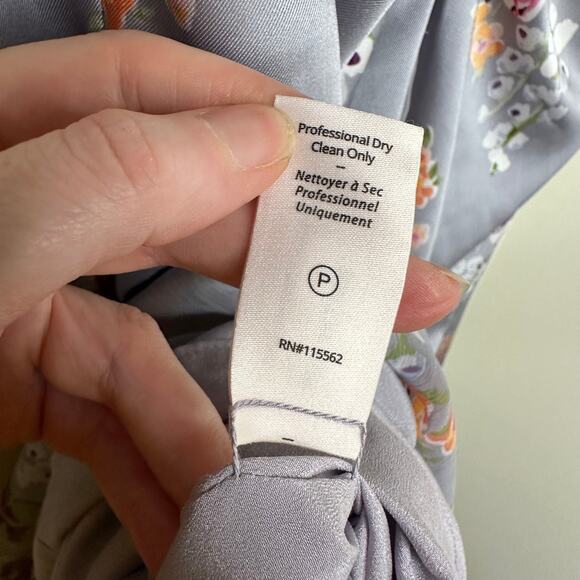 Professional Dry
Clean Only
–
Nettoyer à Sec
Professionnel
Uniquement
P
RN#115562